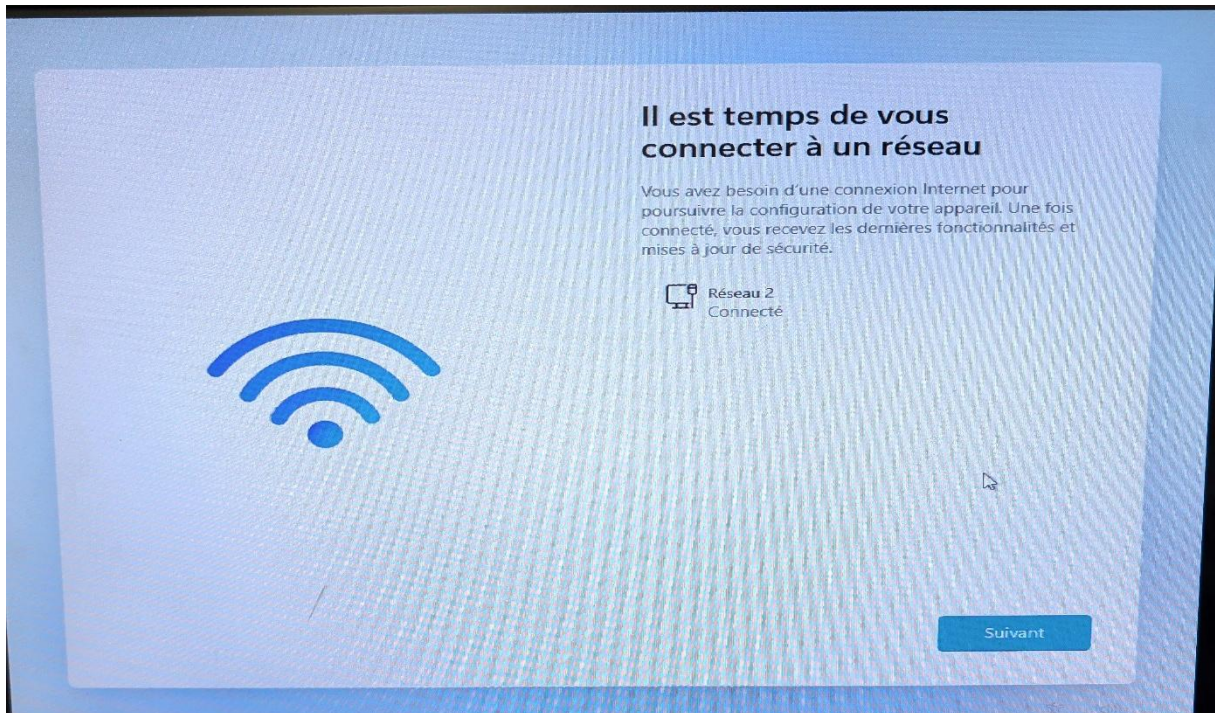 Il est temps de vous
connecter à un réseau
Vous avez besoin d'une connexion Internet pour
poursuivre la configuration de votre appareil. Une fois
connecté, vous recevez les dernières fonctionnalités et
mises à jour de sécurité.
Réseau 2
Connecté
Suivant